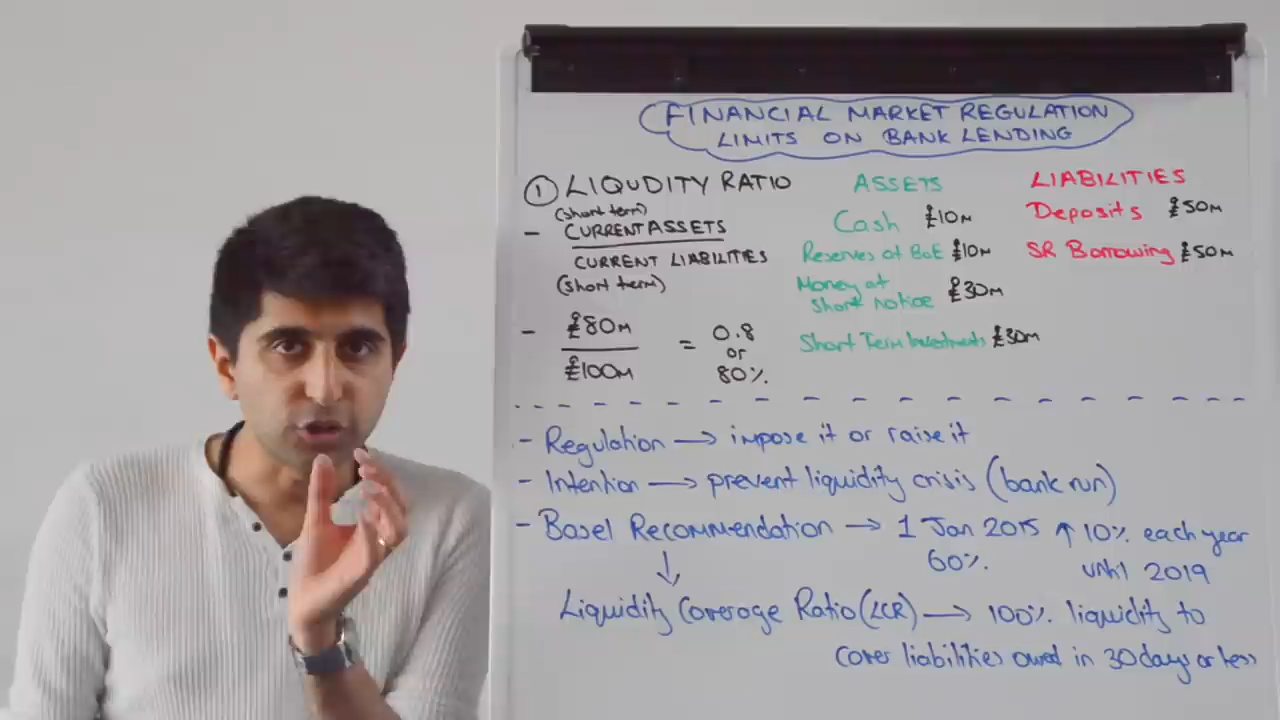 FINANCIAL MARKET REGULATION
LIMITS ON BANK LENDING
① LIQUDITY RATIO
(short term)
- CURRENT ASSETS
CURRENT LIABILITIES
(short term)
- £80M
£100M
= 0.8
or
80%.
ASSETS
Cash £10M
Reserves at BoE £10M
Money at
Short Notice £30M
Short Term Investments £30M
LIABILITIES
Deposits £50M
SR Borrowing £50M
- Regulation → impose it or raise it
- Intention → prevent liquidity crisis (bank run)
- Basel Recommendation → 1 Jan 2015 ↑ 10% each year
60%. until 2019
↓
Liquidity Coverage Ratio (LCR) → 100% liquidity to
cover liabilities owed in 30 days or less